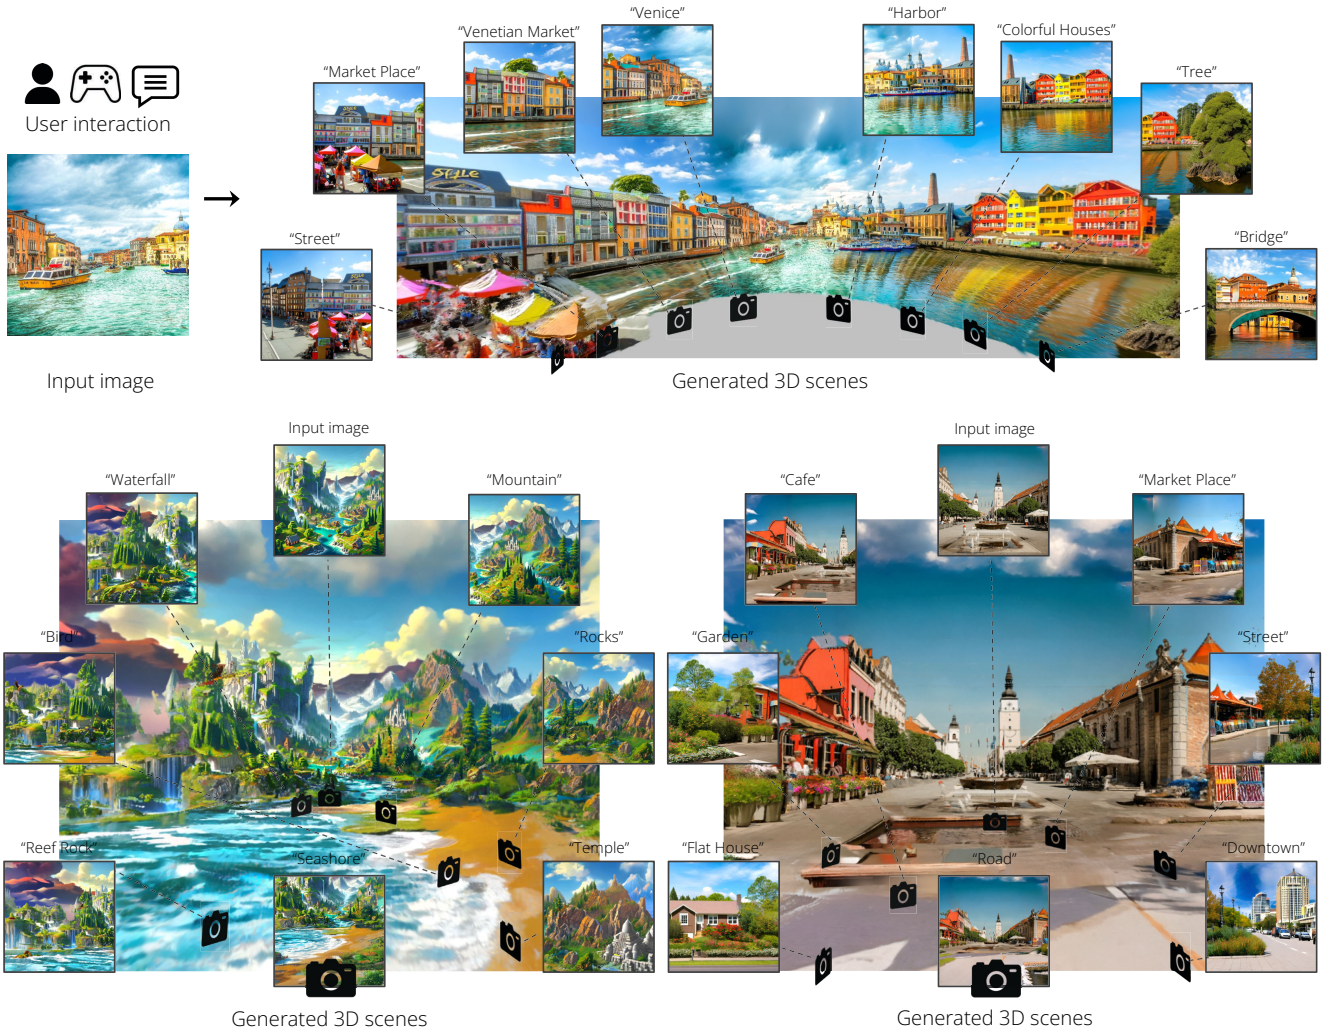 User interaction
Input image
"Street"
"Market Place"
"Venetian Market"
"Venice"
"Harbor"
"Colorful Houses"
"Tree"
"Bridge"
Generated 3D scenes
Input image
"Waterfall"
"Mountain"
"Bird"
"Rocks"
"Reef Rock"
"Seashore"
"Temple"
Generated 3D scenes
Input image
"Cafe"
"Market Place"
"Garden"
"Street"
"Flat House"
"Road"
"Downtown"
Generated 3D scenes